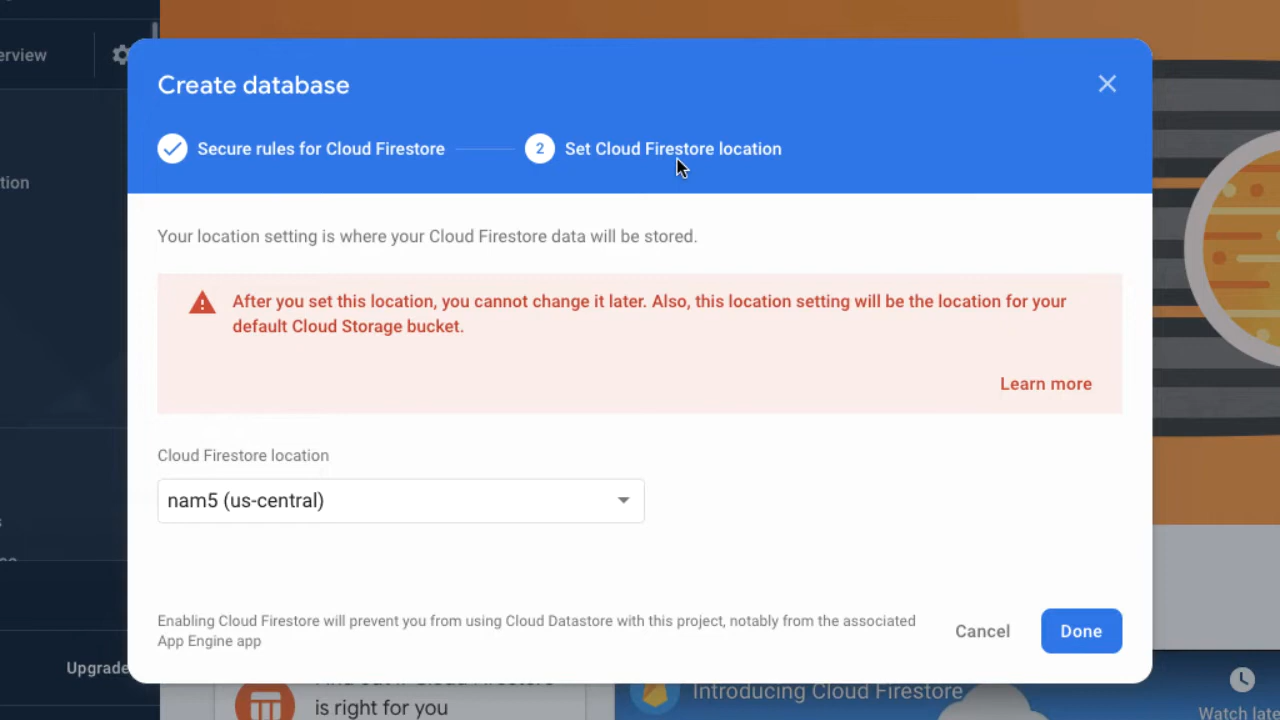 erview
Create database
Secure rules for Cloud Firestore
2
Set Cloud Firestore location
tion
Your location setting is where your Cloud Firestore data will be stored.
After you set this location, you cannot change it later. Also, this location setting will be the location for your
default Cloud Storage bucket.
Learn more
Cloud Firestore location
nam5 (us-central)
Enabling Cloud Firestore will prevent you from using Cloud Datastore with this project, notably from the associated
App Engine app
Cancel
Done
Upgrade
is right for you
Introducing Cloud Firestore
Watch late